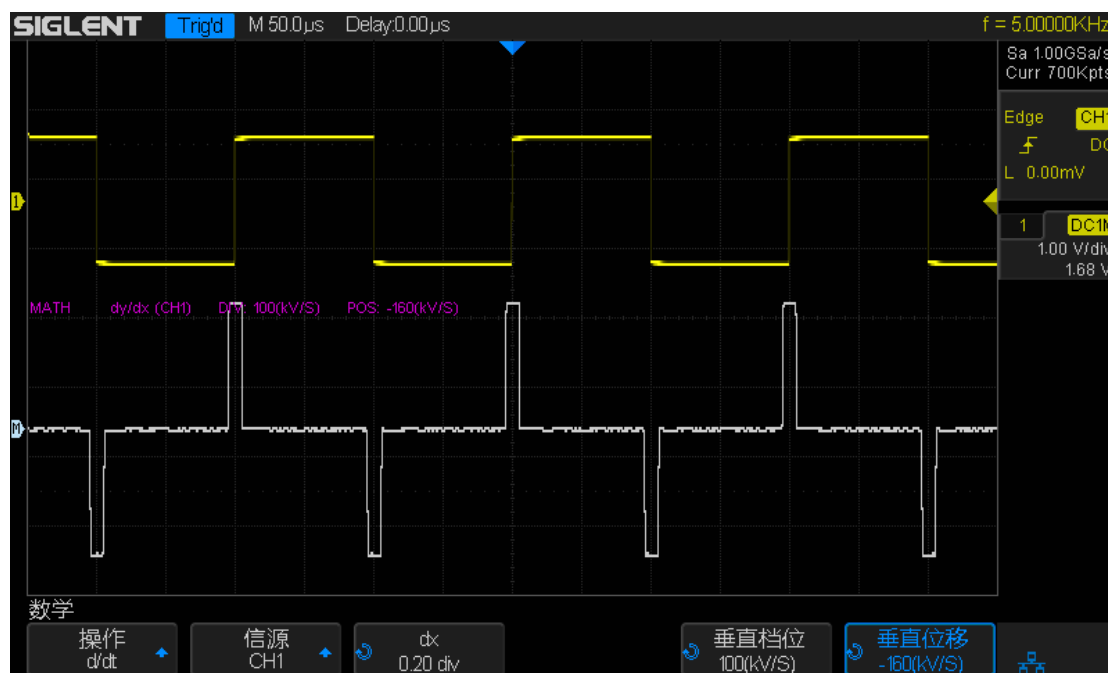 SIGLENT Trig'd M 50.0µs Delay:0.00µs f = 5.00000KHz
Sa 1.00GSa/s
Curr 700Kpts
Edge CH1
DC
L 0.00mV
1
1 DC1M
1.00 V/div
1.68 V
MATH dy/dx (CH1) DIV: 100(kV/S) POS: -160(kV/S)
M
数学
操作 信源 dx 垂直档位 垂直位移
d/dt CH1 0.20 div 100(kV/S) -160(kV/S)